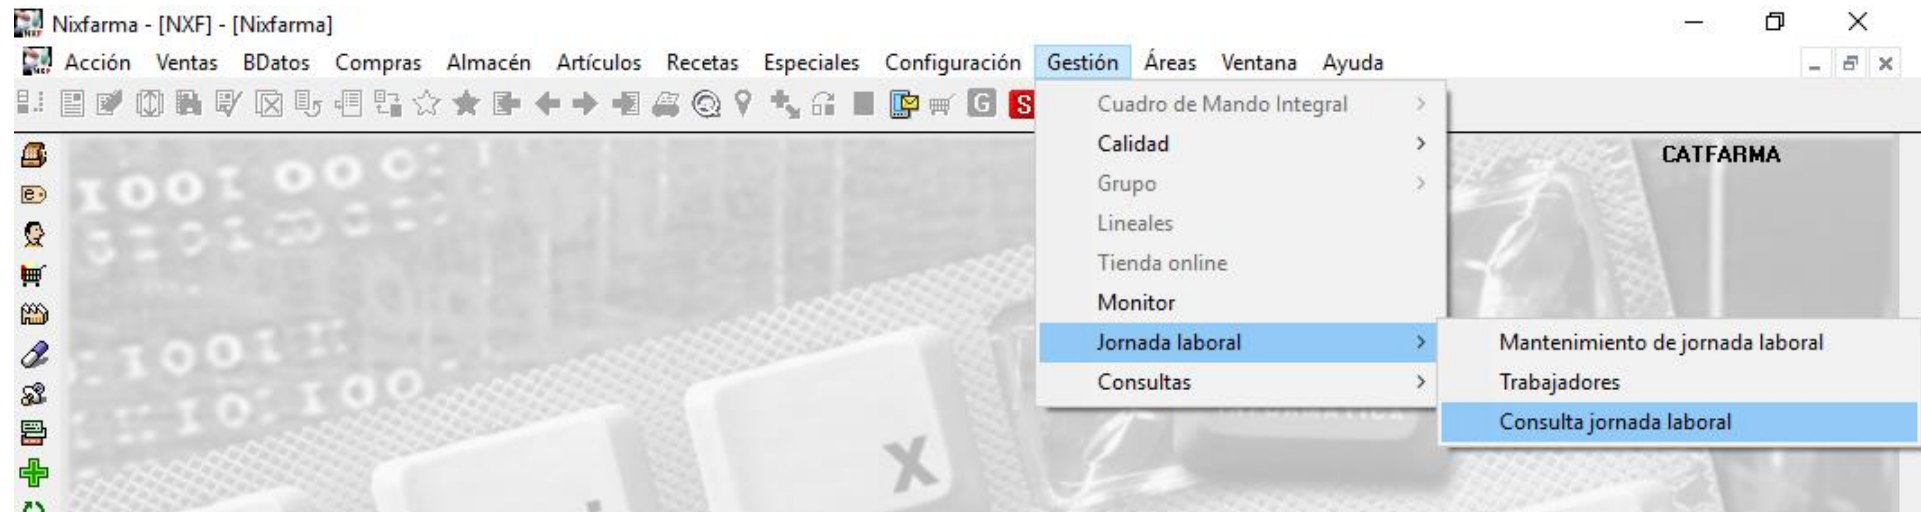 Nixfarma - [NXF] - [Nixfarma]
Acción Ventas BDatos Compras Almacén Artículos Recetas Especiales Configuración Gestión Áreas Ventana Ayuda
G S
Cuadro de Mando Integral
Calidad
CATFARMA
Grupo
Lineales
Tienda online
Monitor
Jornada laboral
Mantenimiento de jornada laboral
Consultas
Trabajadores
Consulta jornada laboral
X